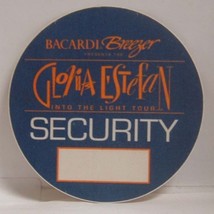 BACARDI Breezer
PRESENTS THE
GLORIA ESTEFAN
INTO THE LIGHT TOUR
SECURITY